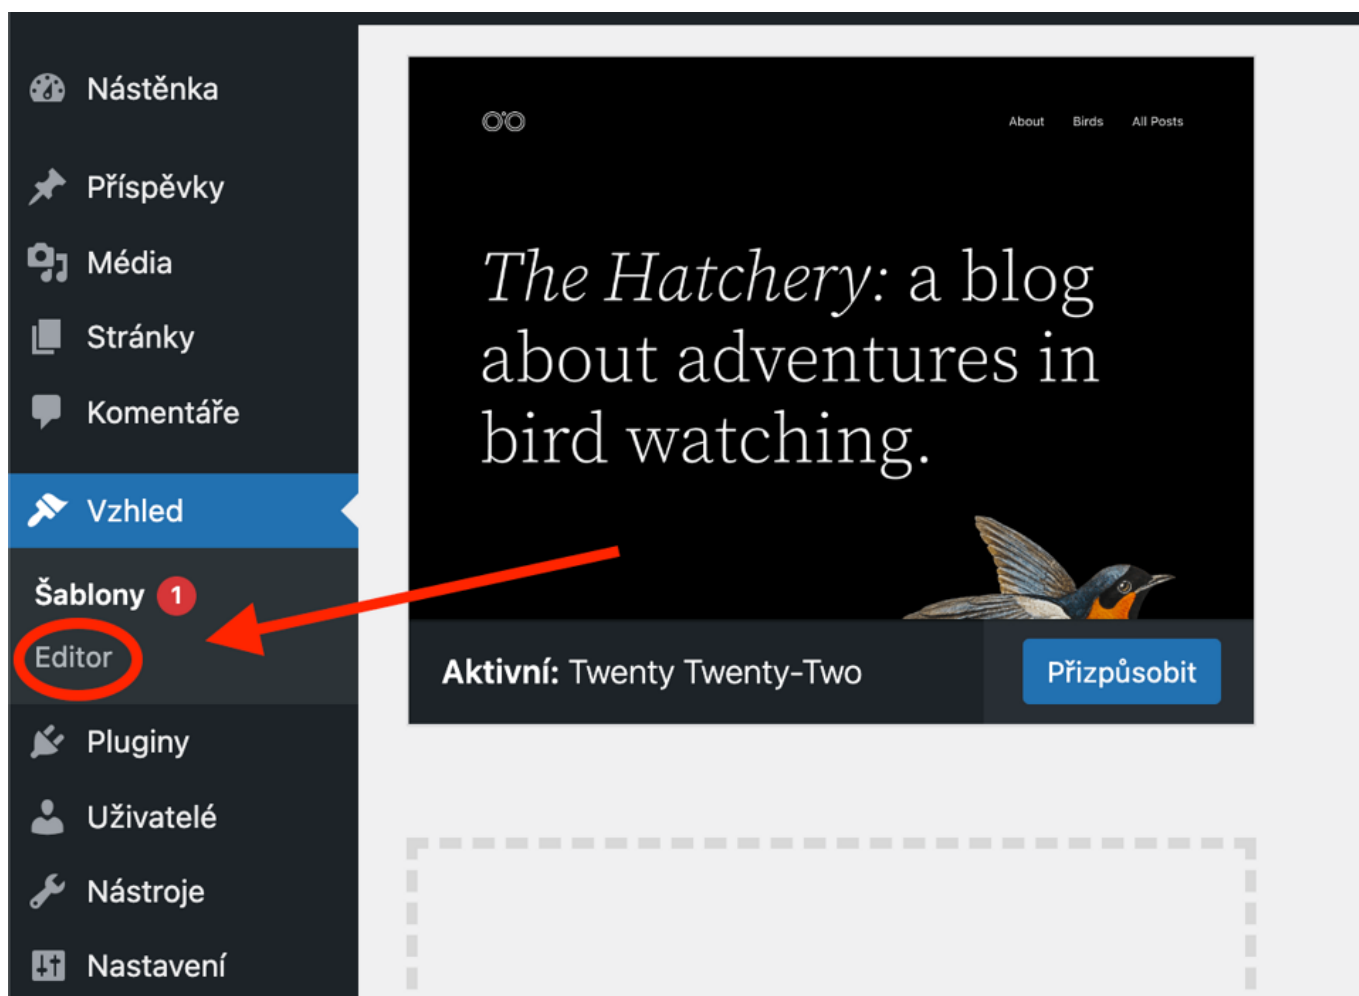 Nástěnka
Příspěvky
Média
Stránky
Komentáře
Vzhled
Šablony 1
Editor
Pluginy
Uživatelé
Nástroje
Nastavení
About Birds All Posts
The Hatchery: a blog
about adventures in
bird watching.
Aktivní: Twenty Twenty-Two
Přizpůsobit